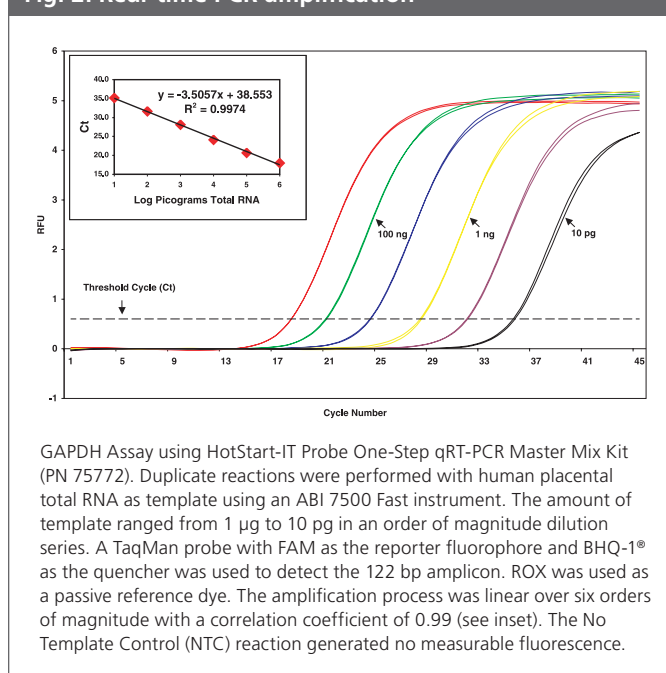 Fig. 2. Real-time PCR amplification
6
5
4
3
2
1
0
-1
RFU
40.0
35.0
30.0
25.0
20.0
15.0
Ct
y = -3.5057x + 38.553
R² = 0.9974
1 2 3 4 5 6
Log Picograms Total RNA
100 ng
1 ng
10 pg
Threshold Cycle (Ct)
1 5 9 13 17 21 25 29 33 37 41 45
Cycle Number
GAPDH Assay using HotStart-IT Probe One-Step qRT-PCR Master Mix Kit
(PN 75772). Duplicate reactions were performed with human placental
total RNA as template using an ABI 7500 Fast instrument. The amount of
template ranged from 1 µg to 10 pg in an order of magnitude dilution
series. A TaqMan probe with FAM as the reporter fluorophore and BHQ-1®
as the quencher was used to detect the 122 bp amplicon. ROX was used as
a passive reference dye. The amplification process was linear over six orders
of magnitude with a correlation coefficient of 0.99 (see inset). The No
Template Control (NTC) reaction generated no measurable fluorescence.